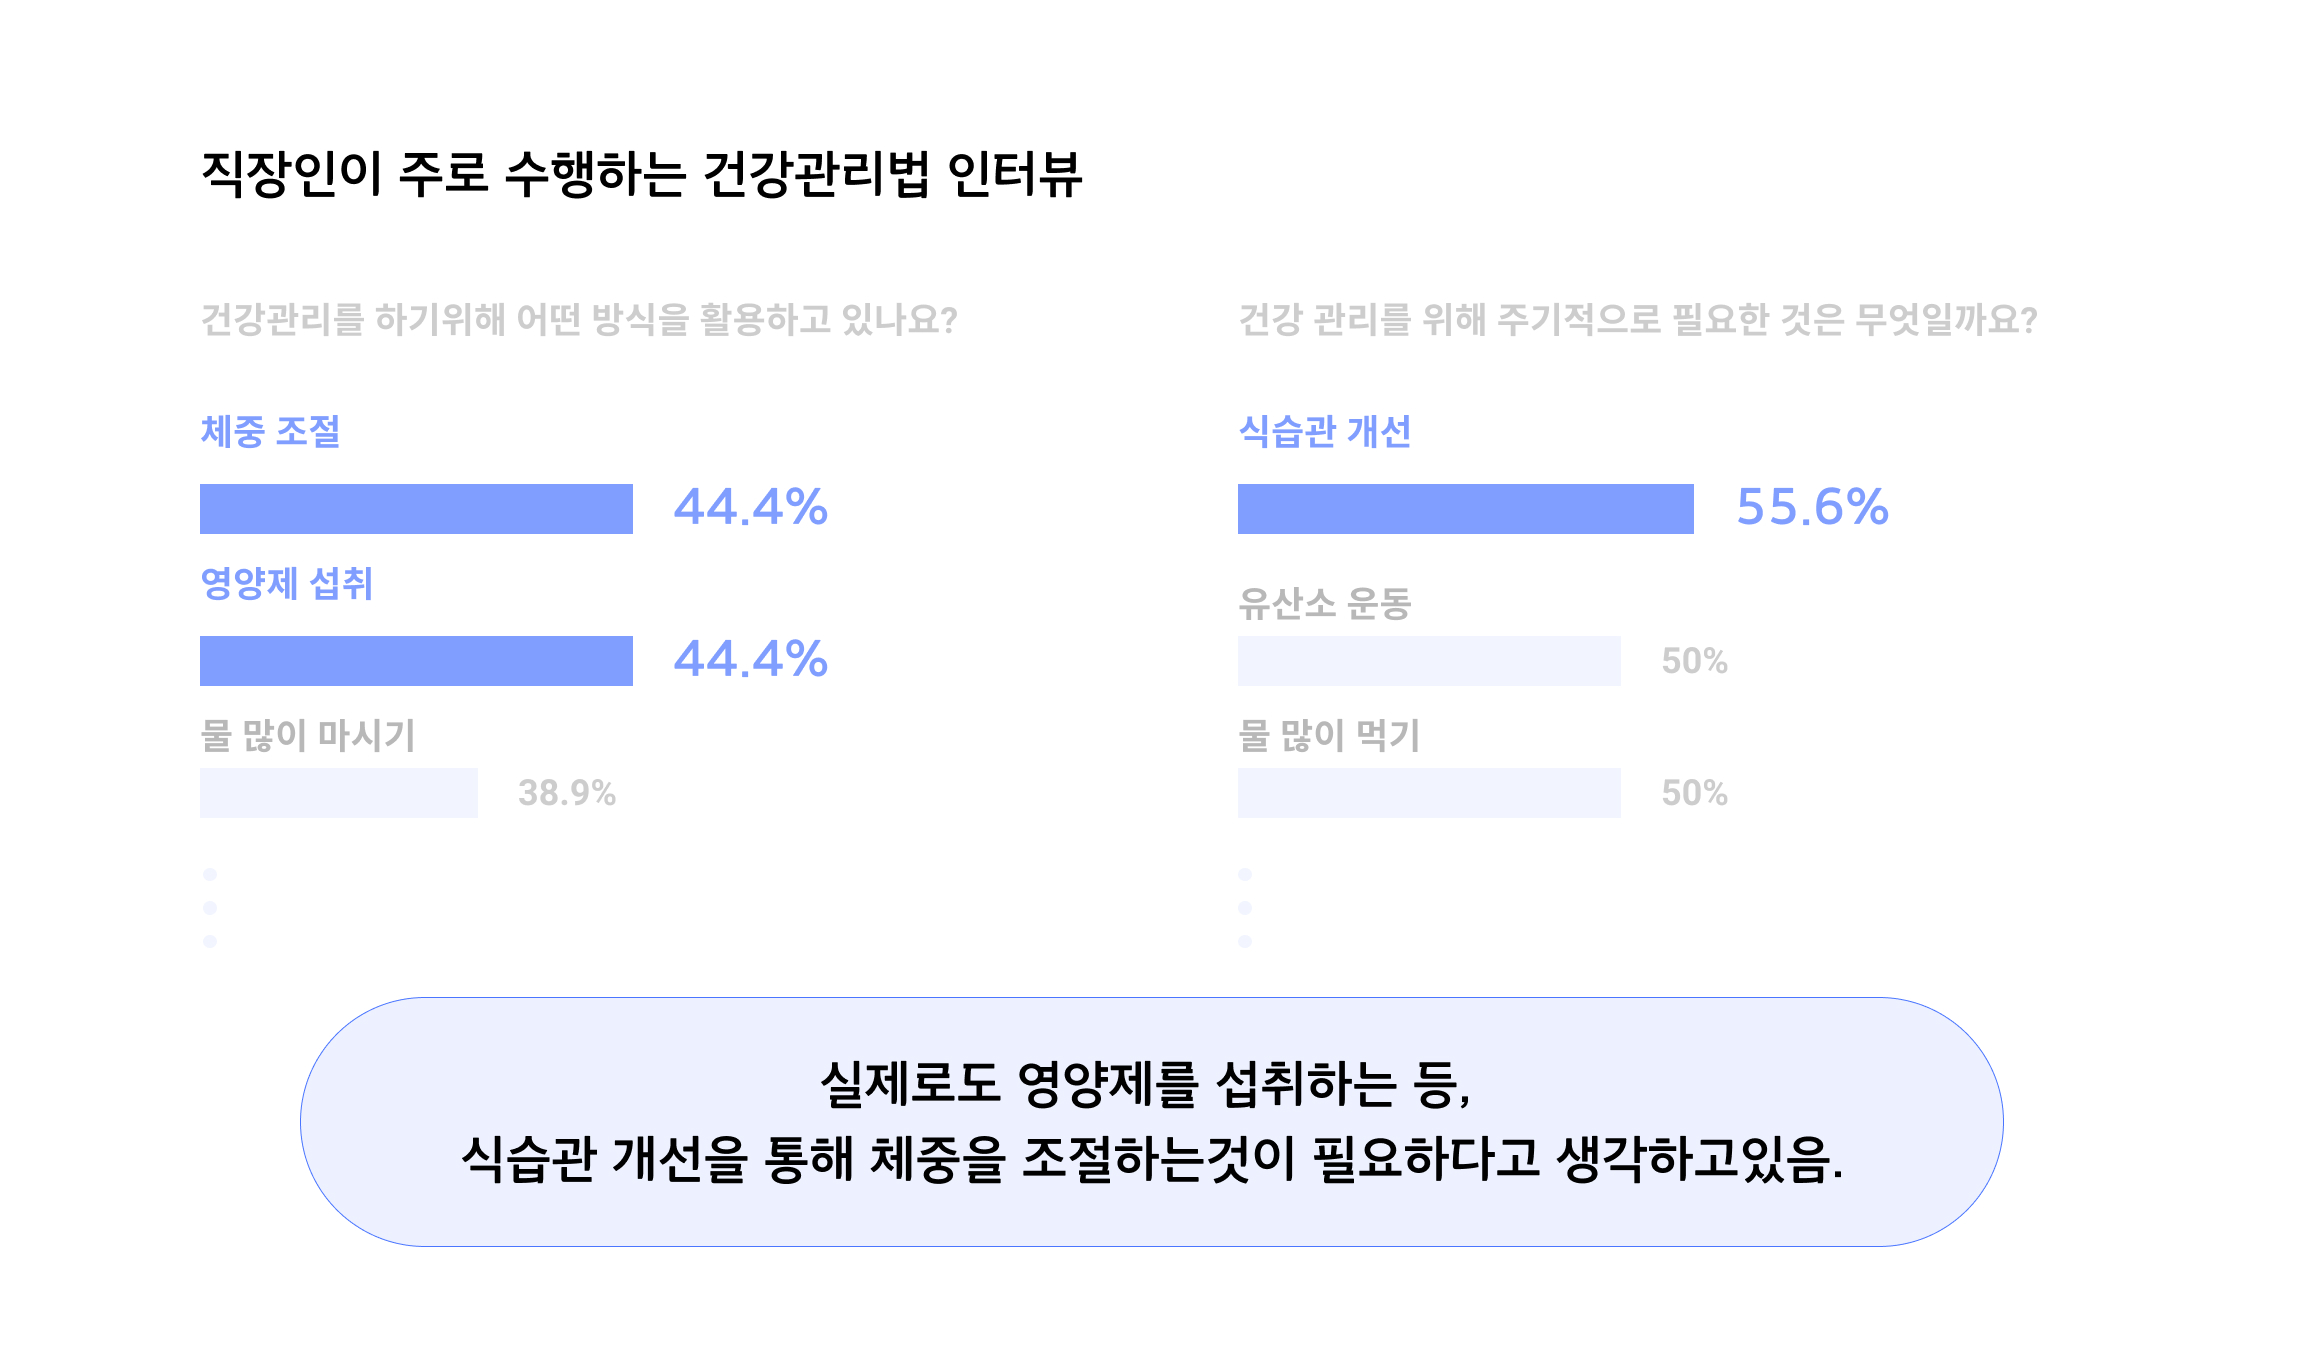 직장인이 주로 수행하는 건강관리법 인터뷰
건강관리를 하기위해 어떤 방식을 활용하고 있나요?
체중 조절
44.4%
영양제 섭취
44.4%
물 많이 마시기
38.9%
건강 관리를 위해 주기적으로 필요한 것은 무엇일까요?
식습관 개선
55.6%
유산소 운동
50%
물 많이 먹기
50%
실제로도 영양제를 섭취하는 등,
식습관 개선을 통해 체중을 조절하는것이 필요하다고 생각하고있음.